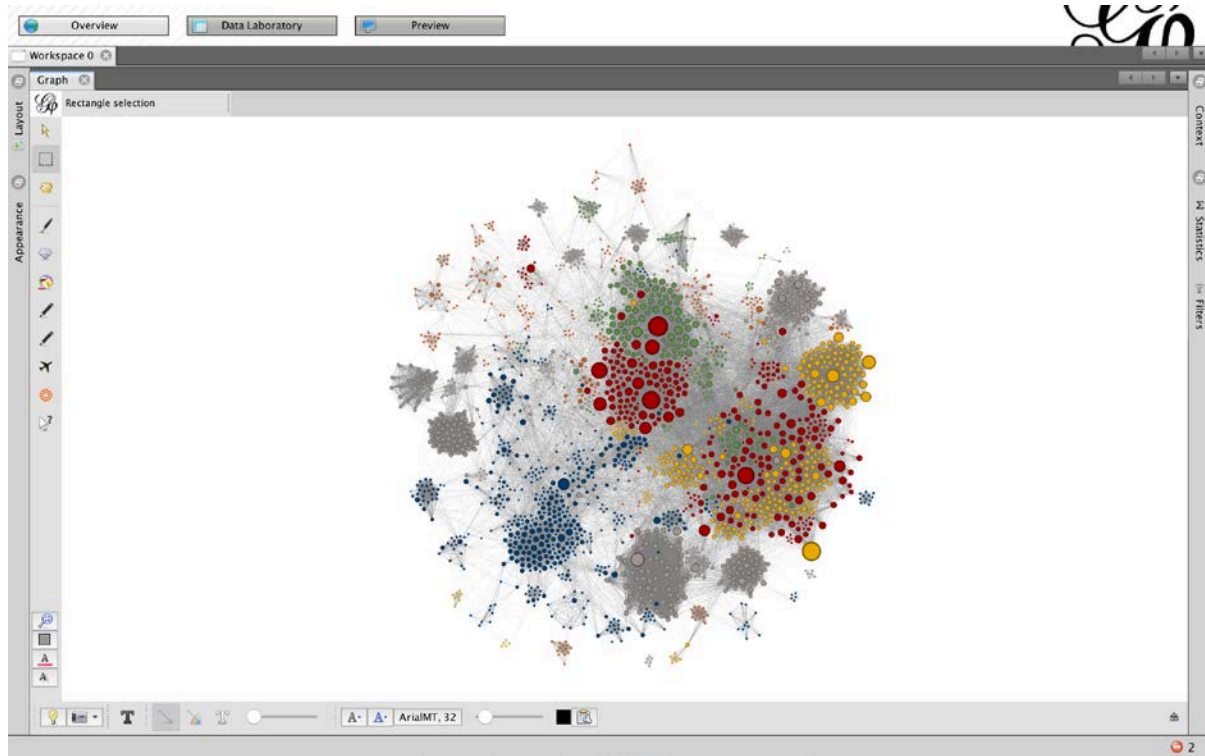 Overview Data Laboratory Preview
Workspace 0
Graph
Rectangle selection
Layout
Appearance
Context
Statistics
Filters
A
A
T T
A- A- ArialMT, 32
2